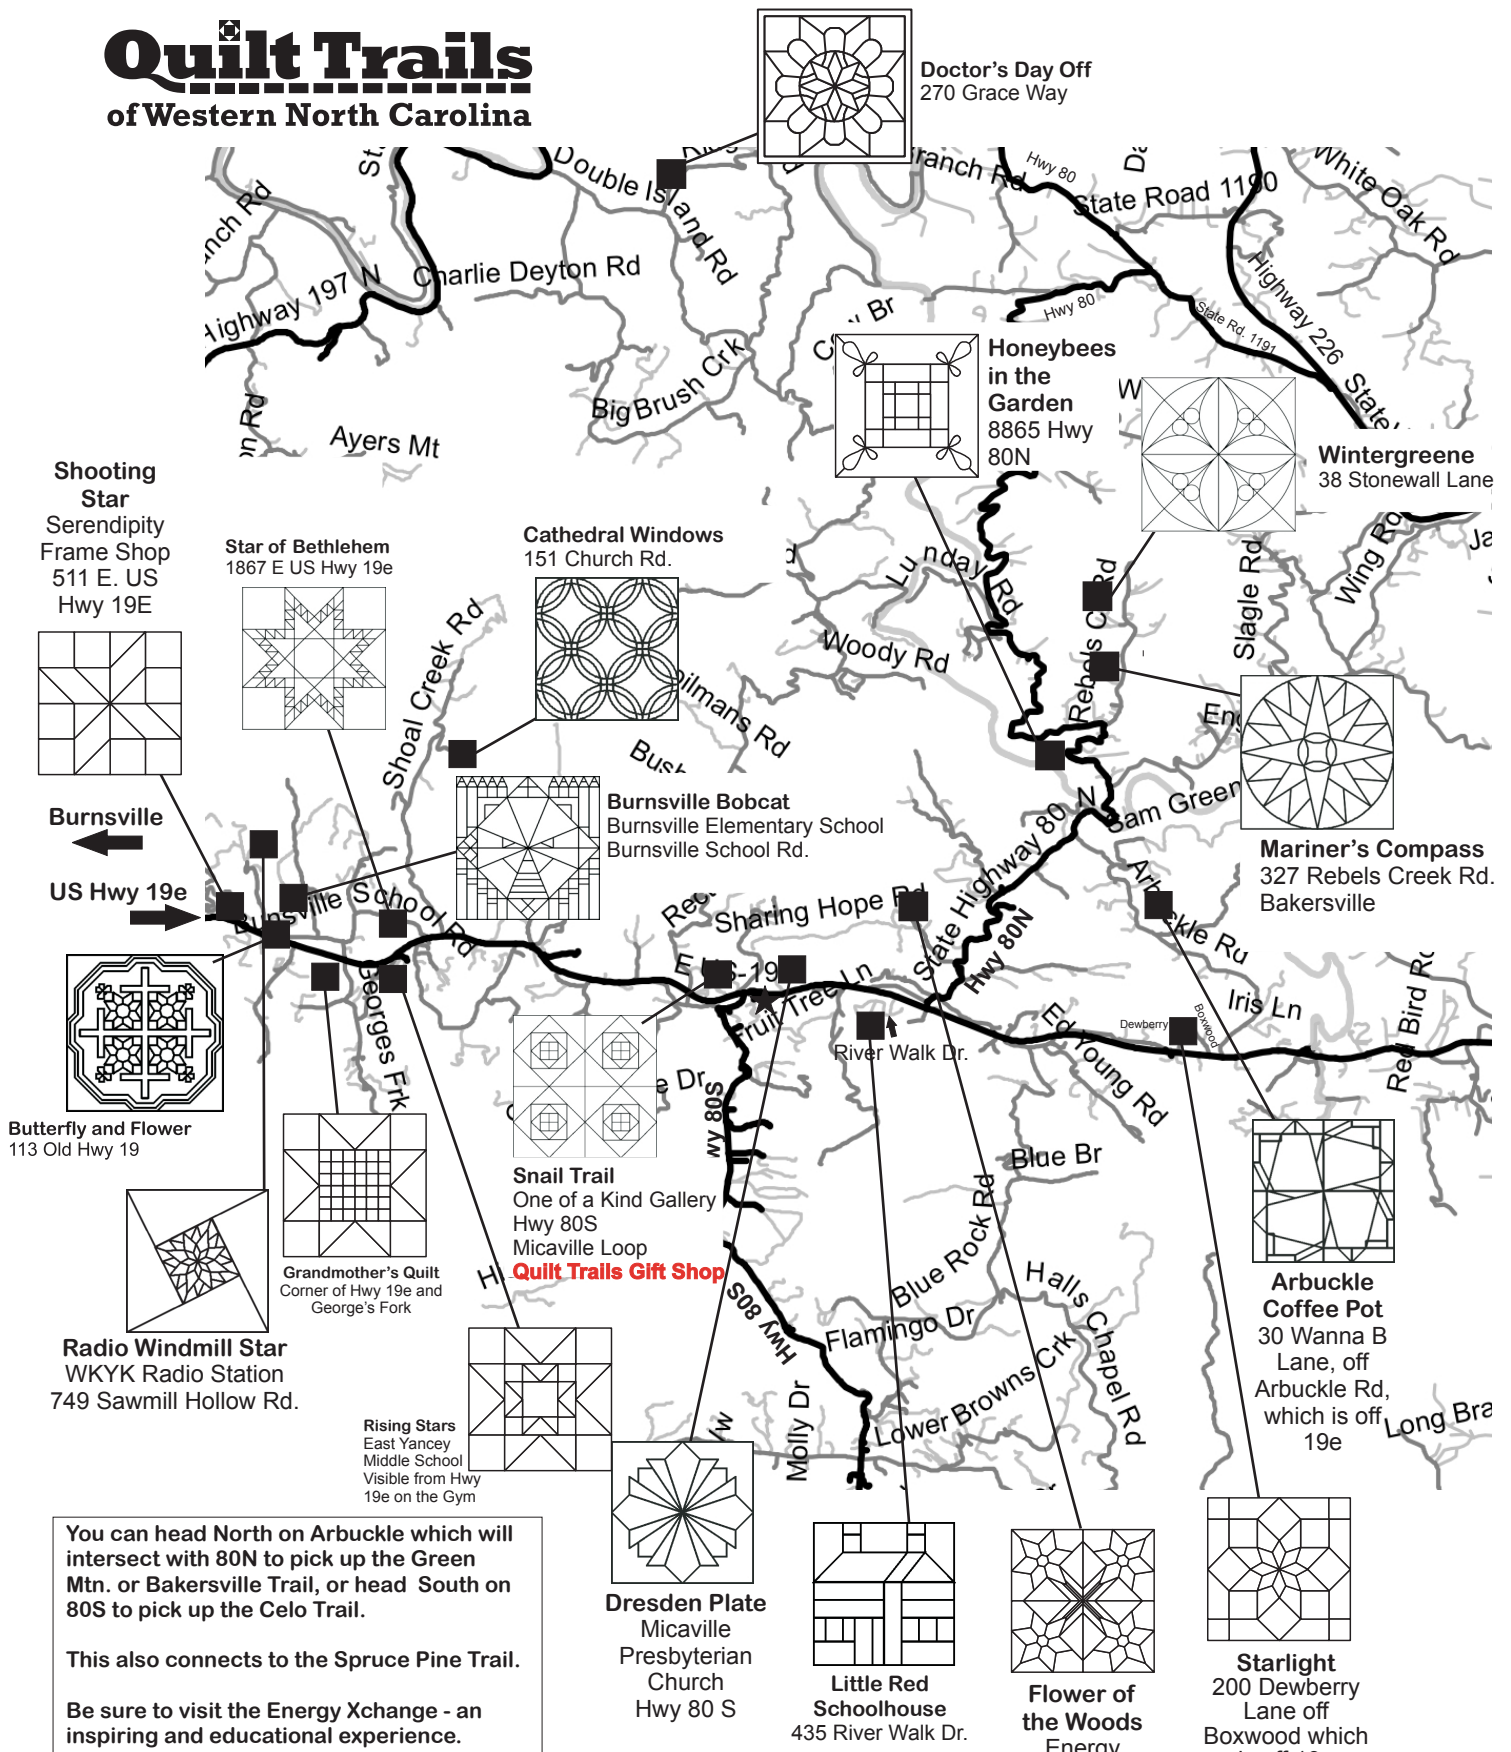 Quilt Trails
of Western North Carolina
Doctor's Day Off
270 Grace Way
Double Island Rd
Charlie Deyton Rd
Highway 197 N
Big Brush Crk
Ayers Mt
Hwy 80
State Road 1190
White Oak Rd
Hwy 80
State Rd. 1191
Highway 226
State
Honeybees
in the
Garden
8865 Hwy
80N
Wintergreene
38 Stonewall Lane
Shooting
Star
Serendipity
Frame Shop
511 E. US
Hwy 19E
Star of Bethlehem
1867 E US Hwy 19e
Cathedral Windows
151 Church Rd.
Shoal Creek Rd
Lunday Rd
Woody Rd
Slagle Rd
Wing Rd
Burnsville
US Hwy 19e
Burnsville Bobcat
Burnsville Elementary School
Burnsville School Rd.
Sam Green
Mariner's Compass
327 Rebels Creek Rd.
Bakersville
Sharing Hope Rd
State Highway 80 N
Hwy 80N
Fruit Tree Ln
River Walk Dr.
Ed Young Rd
Dewberry
Boxwood
Iris Ln
Georges Frk
Butterfly and Flower
113 Old Hwy 19
Radio Windmill Star
WKYK Radio Station
749 Sawmill Hollow Rd.
Grandmother's Quilt
Corner of Hwy 19e and
George's Fork
Snail Trail
One of a Kind Gallery
Hwy 80S
Micaville Loop
Quilt Trails Gift Shop
wy 80S
Hwy 80S
Blue Br
Blue Rock Rd
Flamingo Dr
Halls Chapel Rd
Lower Browns Crk
Molly Dr
Arbuckle
Coffee Pot
30 Wanna B
Lane, off
Arbuckle Rd,
which is off
19e
Long Bra
Rising Stars
East Yancey
Middle School
Visible from Hwy
19e on the Gym
You can head North on Arbuckle which will
intersect with 80N to pick up the Green
Mtn. or Bakersville Trail, or head South on
80S to pick up the Celo Trail.
This also connects to the Spruce Pine Trail.
Be sure to visit the Energy Xchange - an
inspiring and educational experience.
Dresden Plate
Micaville
Presbyterian
Church
Hwy 80 S
Little Red
Schoolhouse
435 River Walk Dr.
Flower of
the Woods
Energy
Starlight
200 Dewberry
Lane off
Boxwood which